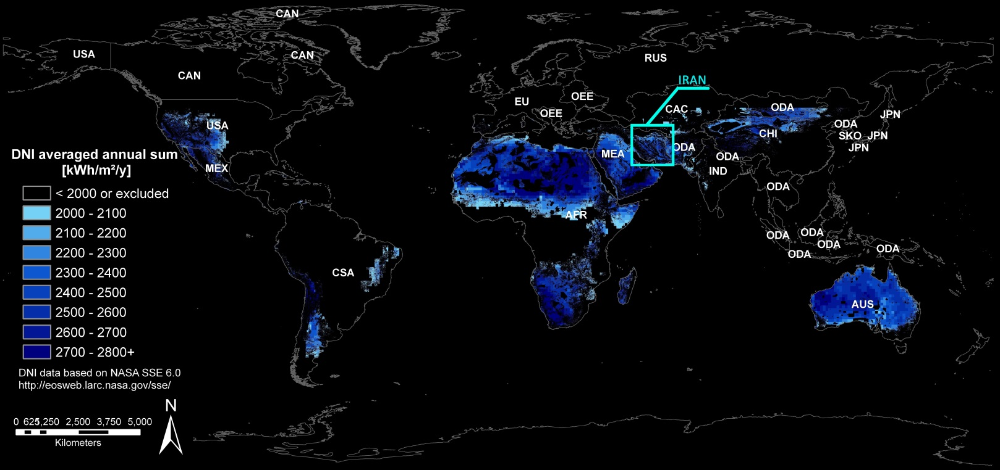 CAN
USA
CAN
CAN
RUS
IRAN
EU
OEE
OEE
CAC
ODA
JPN
ODA
CHI
SKO
JPN
JPN
USA
MEX
MEA
ODA
ODA
IND
ODA
AFR
ODA
ODA
ODA
ODA
ODA
CSA
AUS
DNI averaged annual sum
[kWh/m²/y]
< 2000 or excluded
2000 - 2100
2100 - 2200
2200 - 2300
2300 - 2400
2400 - 2500
2500 - 2600
2600 - 2700
2700 - 2800+
DNI data based on NASA SSE 6.0
http://eosweb.larc.nasa.gov/sse/
N
0 625 1,250 2,500 3,750 5,000
Kilometers